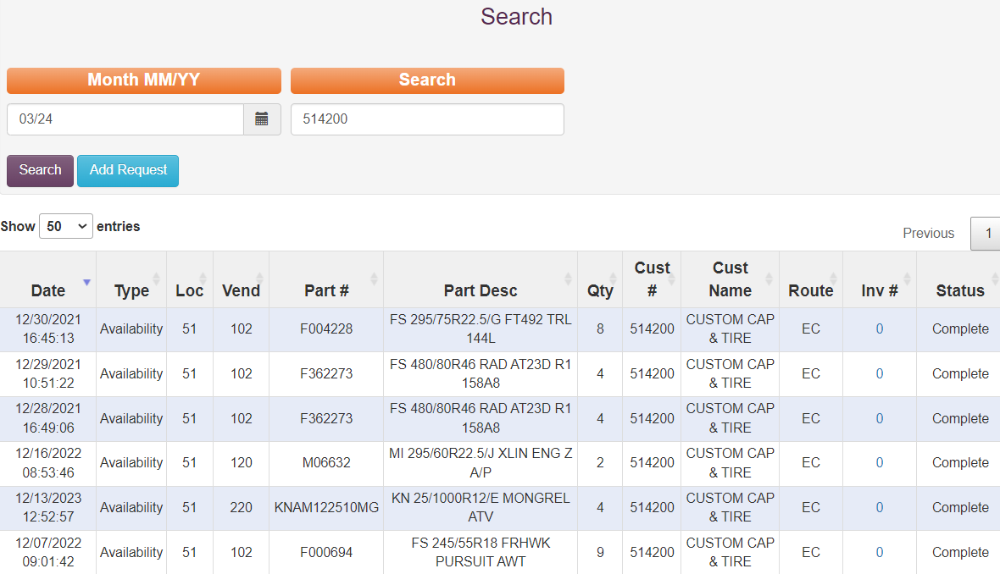 Search
Month MM/YY Search
03/24 514200
Search Add Request
Show 50 entries
Previous 1
Date Type Loc Vend Part # Part Desc Qty Cust # Cust Name Route Inv # Status
12/30/2021 16:45:13 Availability 51 102 F004228 FS 295/75R22.5/G FT492 TRL 144L 8 514200 CUSTOM CAP & TIRE EC 0 Complete
12/29/2021 10:51:22 Availability 51 102 F362273 FS 480/80R46 RAD AT23D R1 158A8 4 514200 CUSTOM CAP & TIRE EC 0 Complete
12/28/2021 16:49:06 Availability 51 102 F362273 FS 480/80R46 RAD AT23D R1 158A8 4 514200 CUSTOM CAP & TIRE EC 0 Complete
12/16/2022 08:53:46 Availability 51 120 M06632 MI 295/60R22.5/J XLIN ENG Z A/P 2 514200 CUSTOM CAP & TIRE EC 0 Complete
12/13/2023 12:52:57 Availability 51 220 KNAM122510MG KN 25/1000R12/E MONGREL ATV 4 514200 CUSTOM CAP & TIRE EC 0 Complete
12/07/2022 09:01:42 Availability 51 102 F000694 FS 245/55R18 FRHWK PURSUIT AWT 9 514200 CUSTOM CAP & TIRE EC 0 Complete